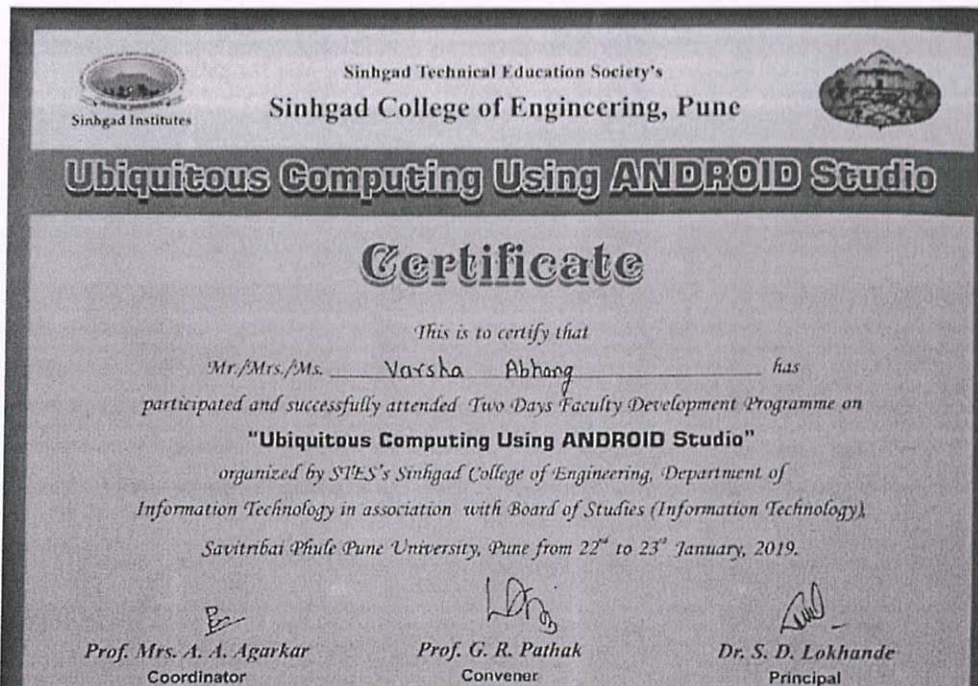 Sinhgad Technical Education Society's
Sinhgad Institutes
Sinhgad College of Engineering, Pune
Ubiquitous Computing Using ANDROID Studio
Certificate
This is to certify that
Mr./Mrs./Ms. Varsha Abhang has
participated and successfully attended Two Days Faculty Development Programme on
"Ubiquitous Computing Using ANDROID Studio"
organized by STES's Sinhgad College of Engineering, Department of
Information Technology in association with Board of Studies (Information Technology),
Savitribai Phule Pune University, Pune from 22nd to 23rd January, 2019.
Prof. Mrs. A. A. Agarkar
Coordinator
Prof. G. R. Pathak
Convener
Dr. S. D. Lokhande
Principal